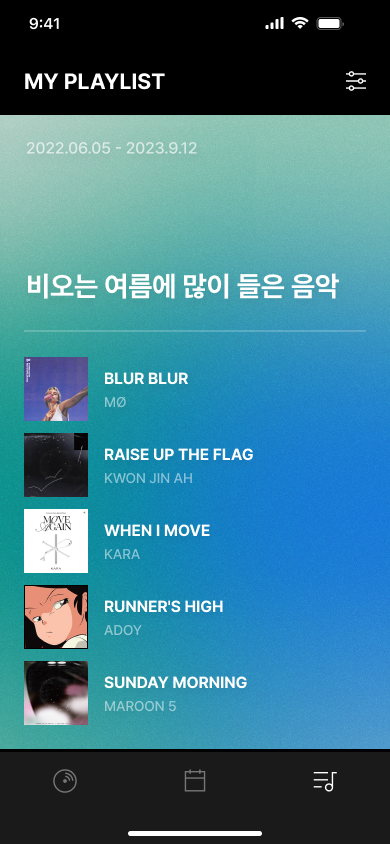 9:41
MY PLAYLIST
2022.06.05 - 2023.9.12
비오는 여름에 많이 들은 음악
BLUR BLUR
MØ
RAISE UP THE FLAG
KWON JIN AH
MOVE
AGAIN
KARA
WHEN I MOVE
KARA
RUNNER'S HIGH
ADOY
SUNDAY MORNING
MAROON 5